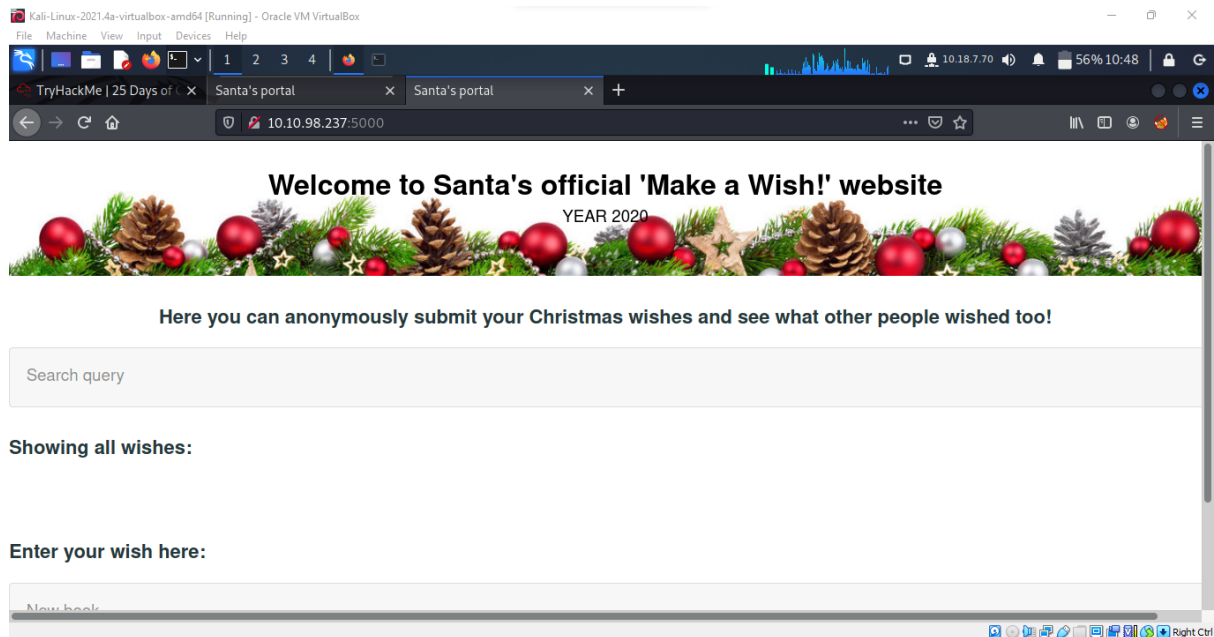 Kali-Linux-2021.4a-virtualbox-amd64 [Running] - Oracle VM VirtualBox
File Machine View Input Devices Help
1 2 3 4 10.18.7.70 56% 10:48
TryHackMe | 25 Days of Santa's portal Santa's portal
10.10.98.237:5000
Welcome to Santa's official 'Make a Wish!' website
YEAR 2020
Here you can anonymously submit your Christmas wishes and see what other people wished too!
Search query
Showing all wishes:
Enter your wish here:
New book
Right Ctrl